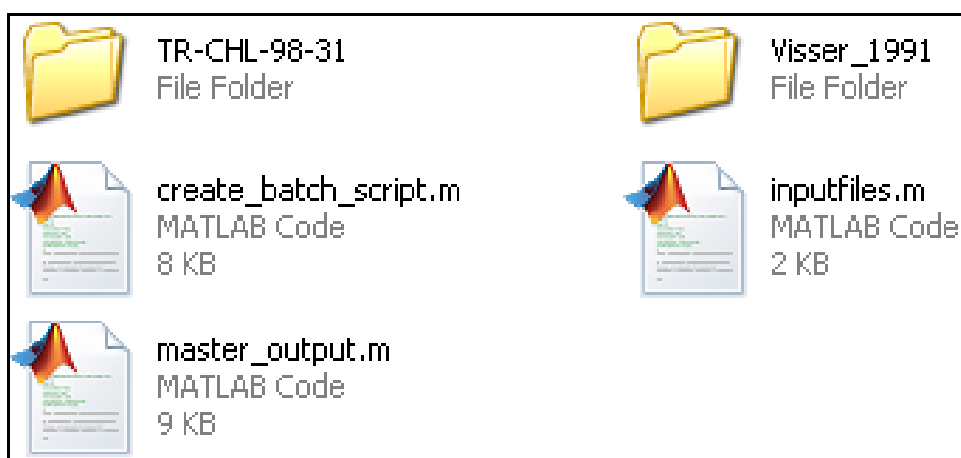 TR-CHL-98-31
File Folder
Visser_1991
File Folder
create_batch_script.m
MATLAB Code
8 KB
inputfiles.m
MATLAB Code
2 KB
master_output.m
MATLAB Code
9 KB